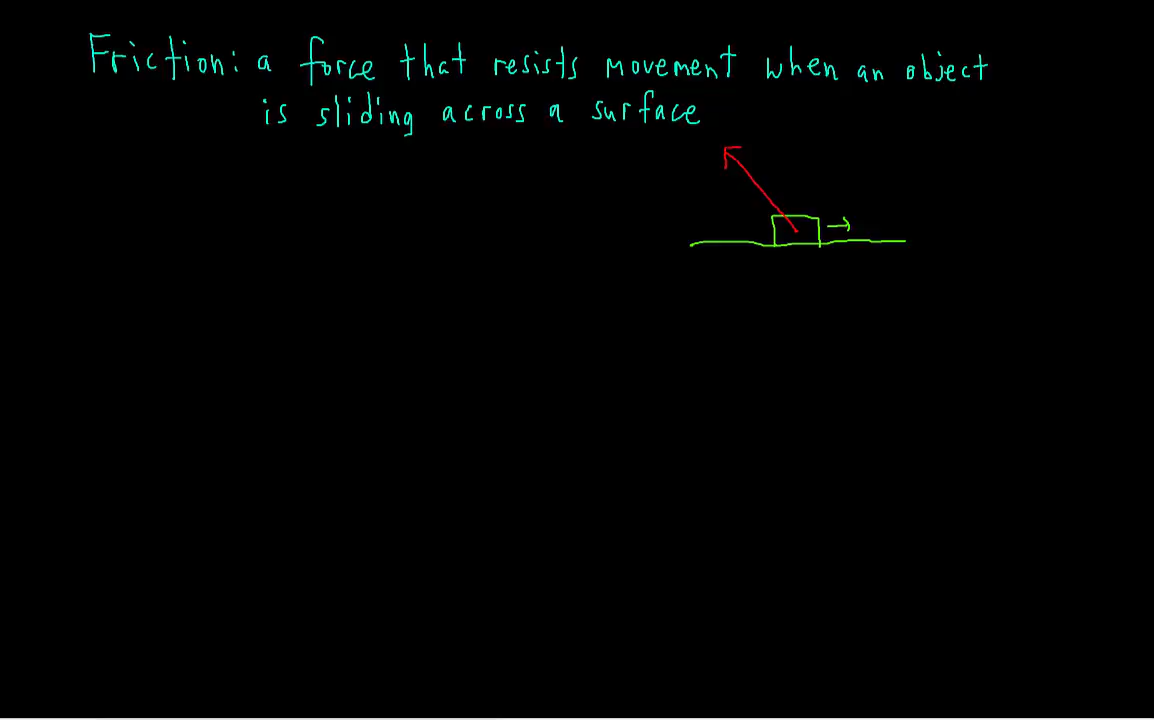 Friction: a force that resists movement when an object
is sliding across a surface